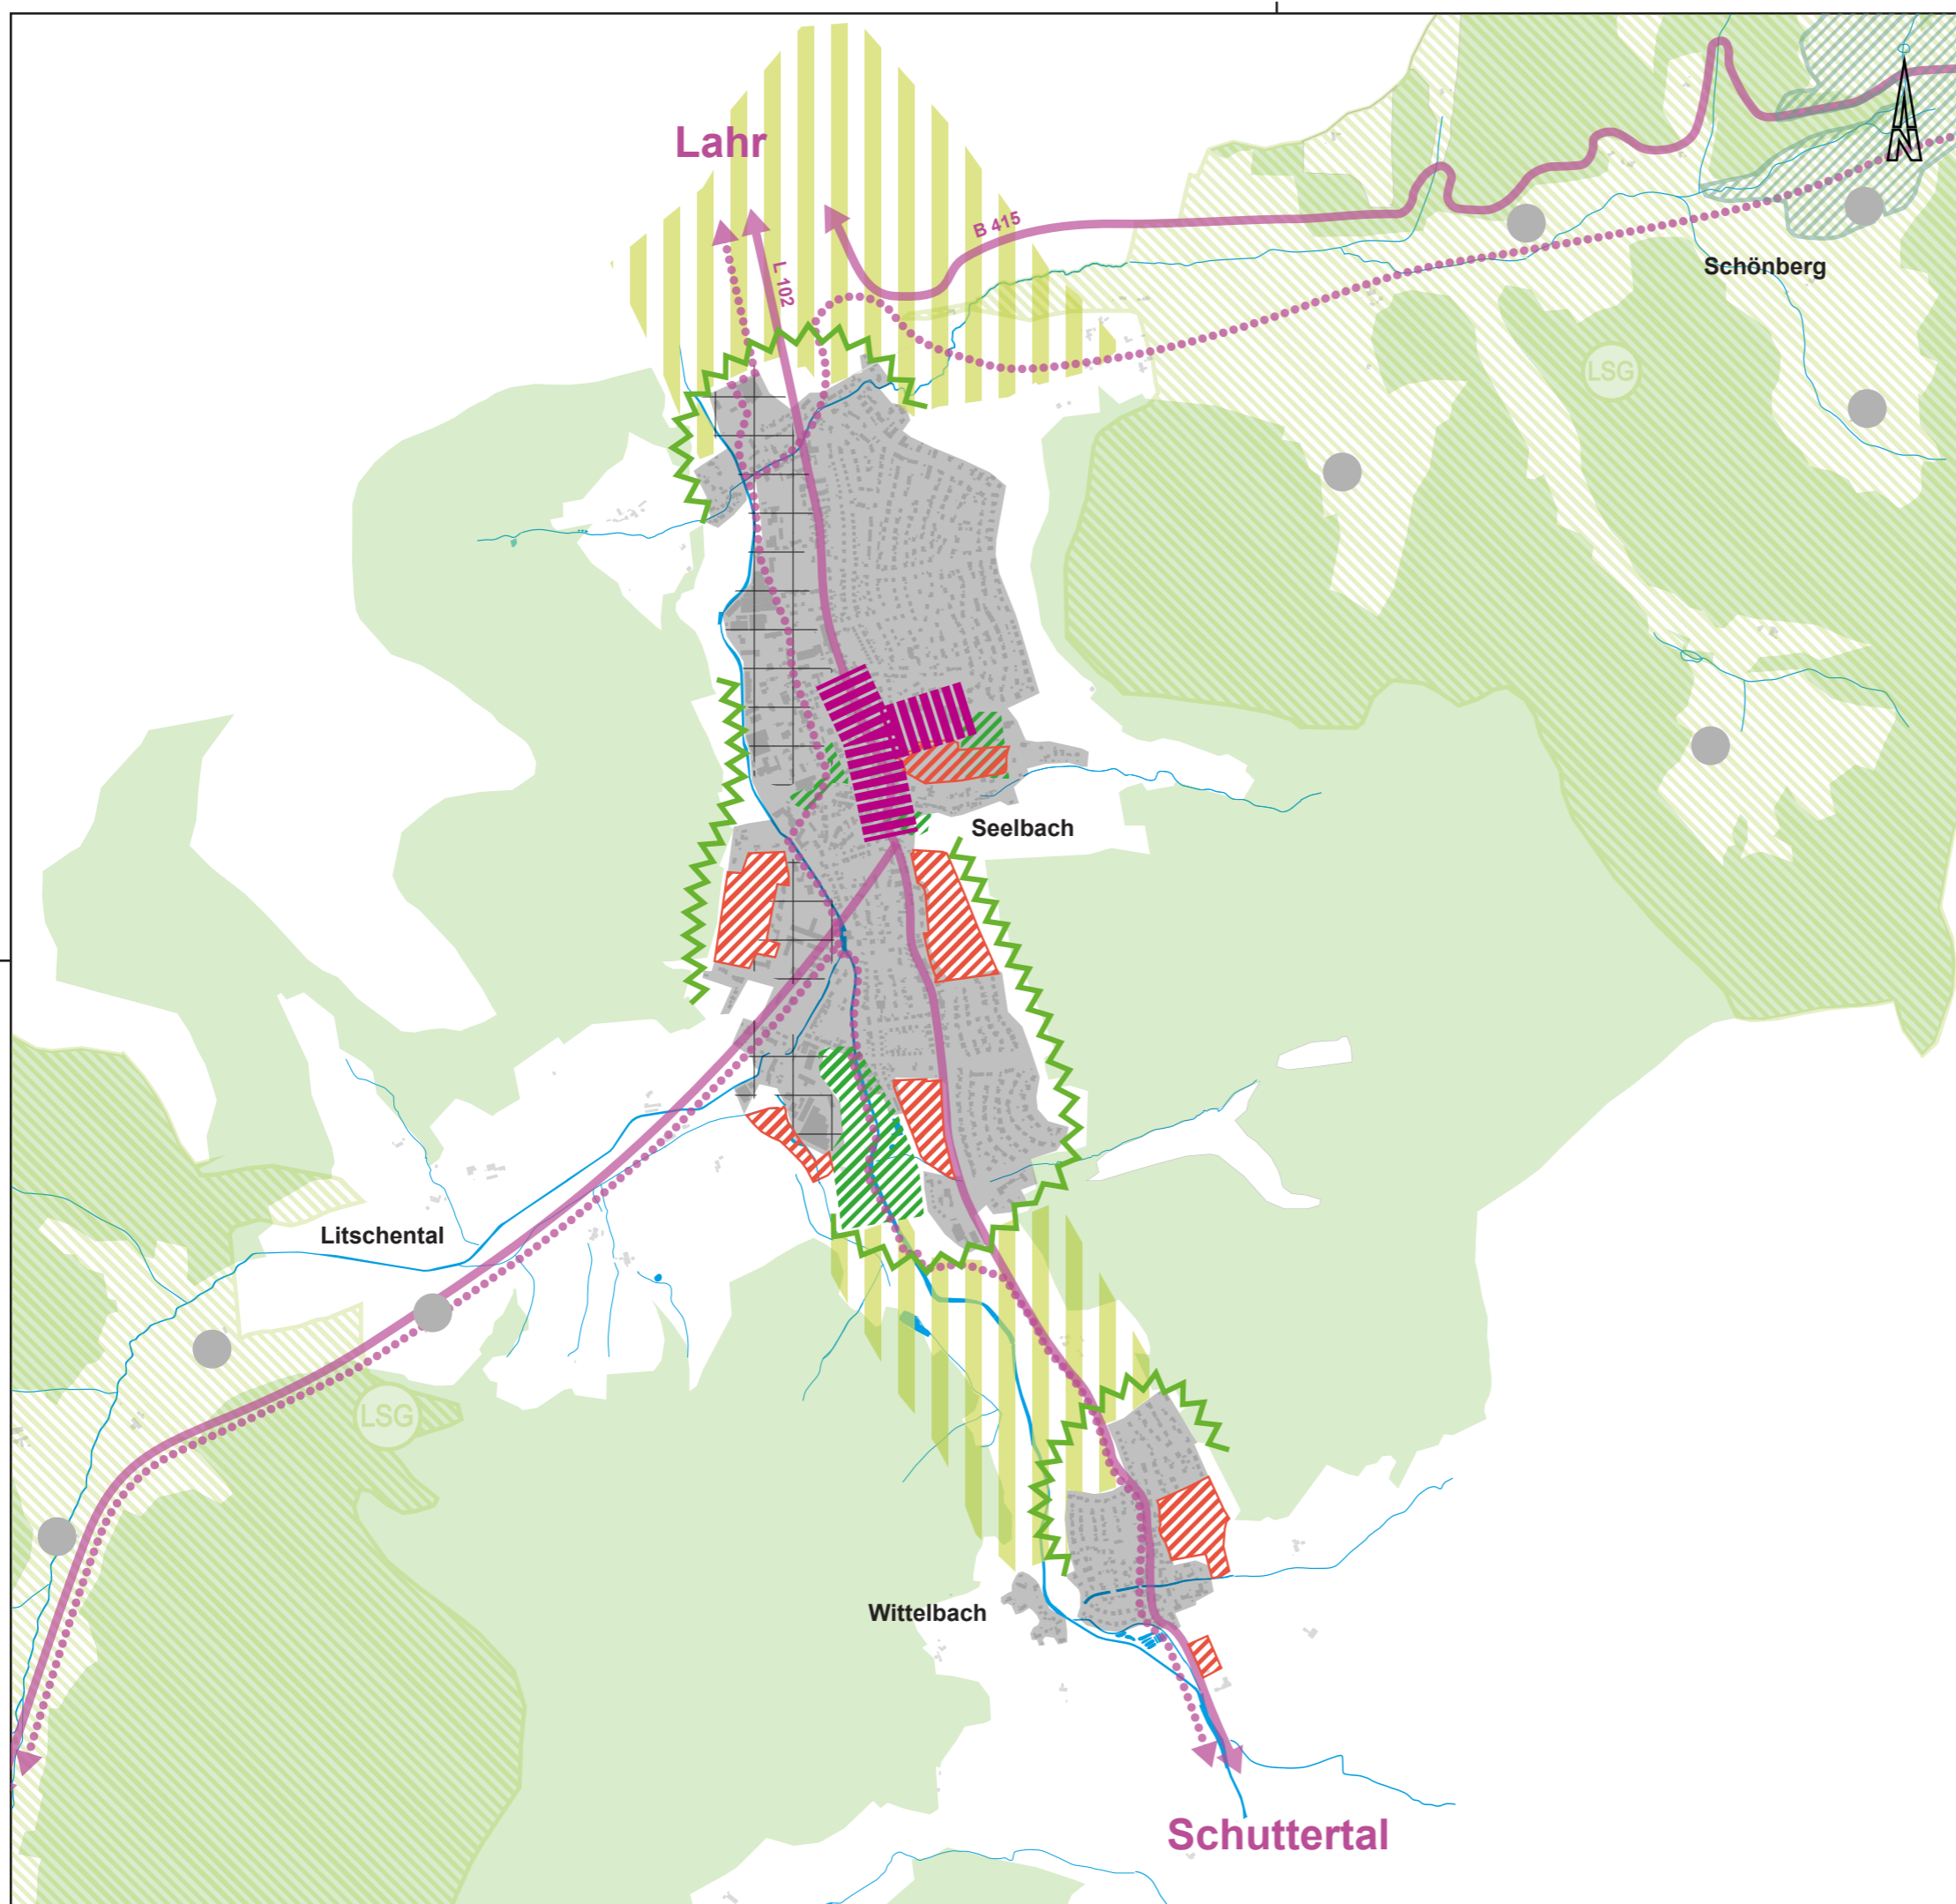 Lahr
B 415
L 102
Schönberg
LSG
Seelbach
Litschental
LSG
Wittelbach
Schuttertal
N